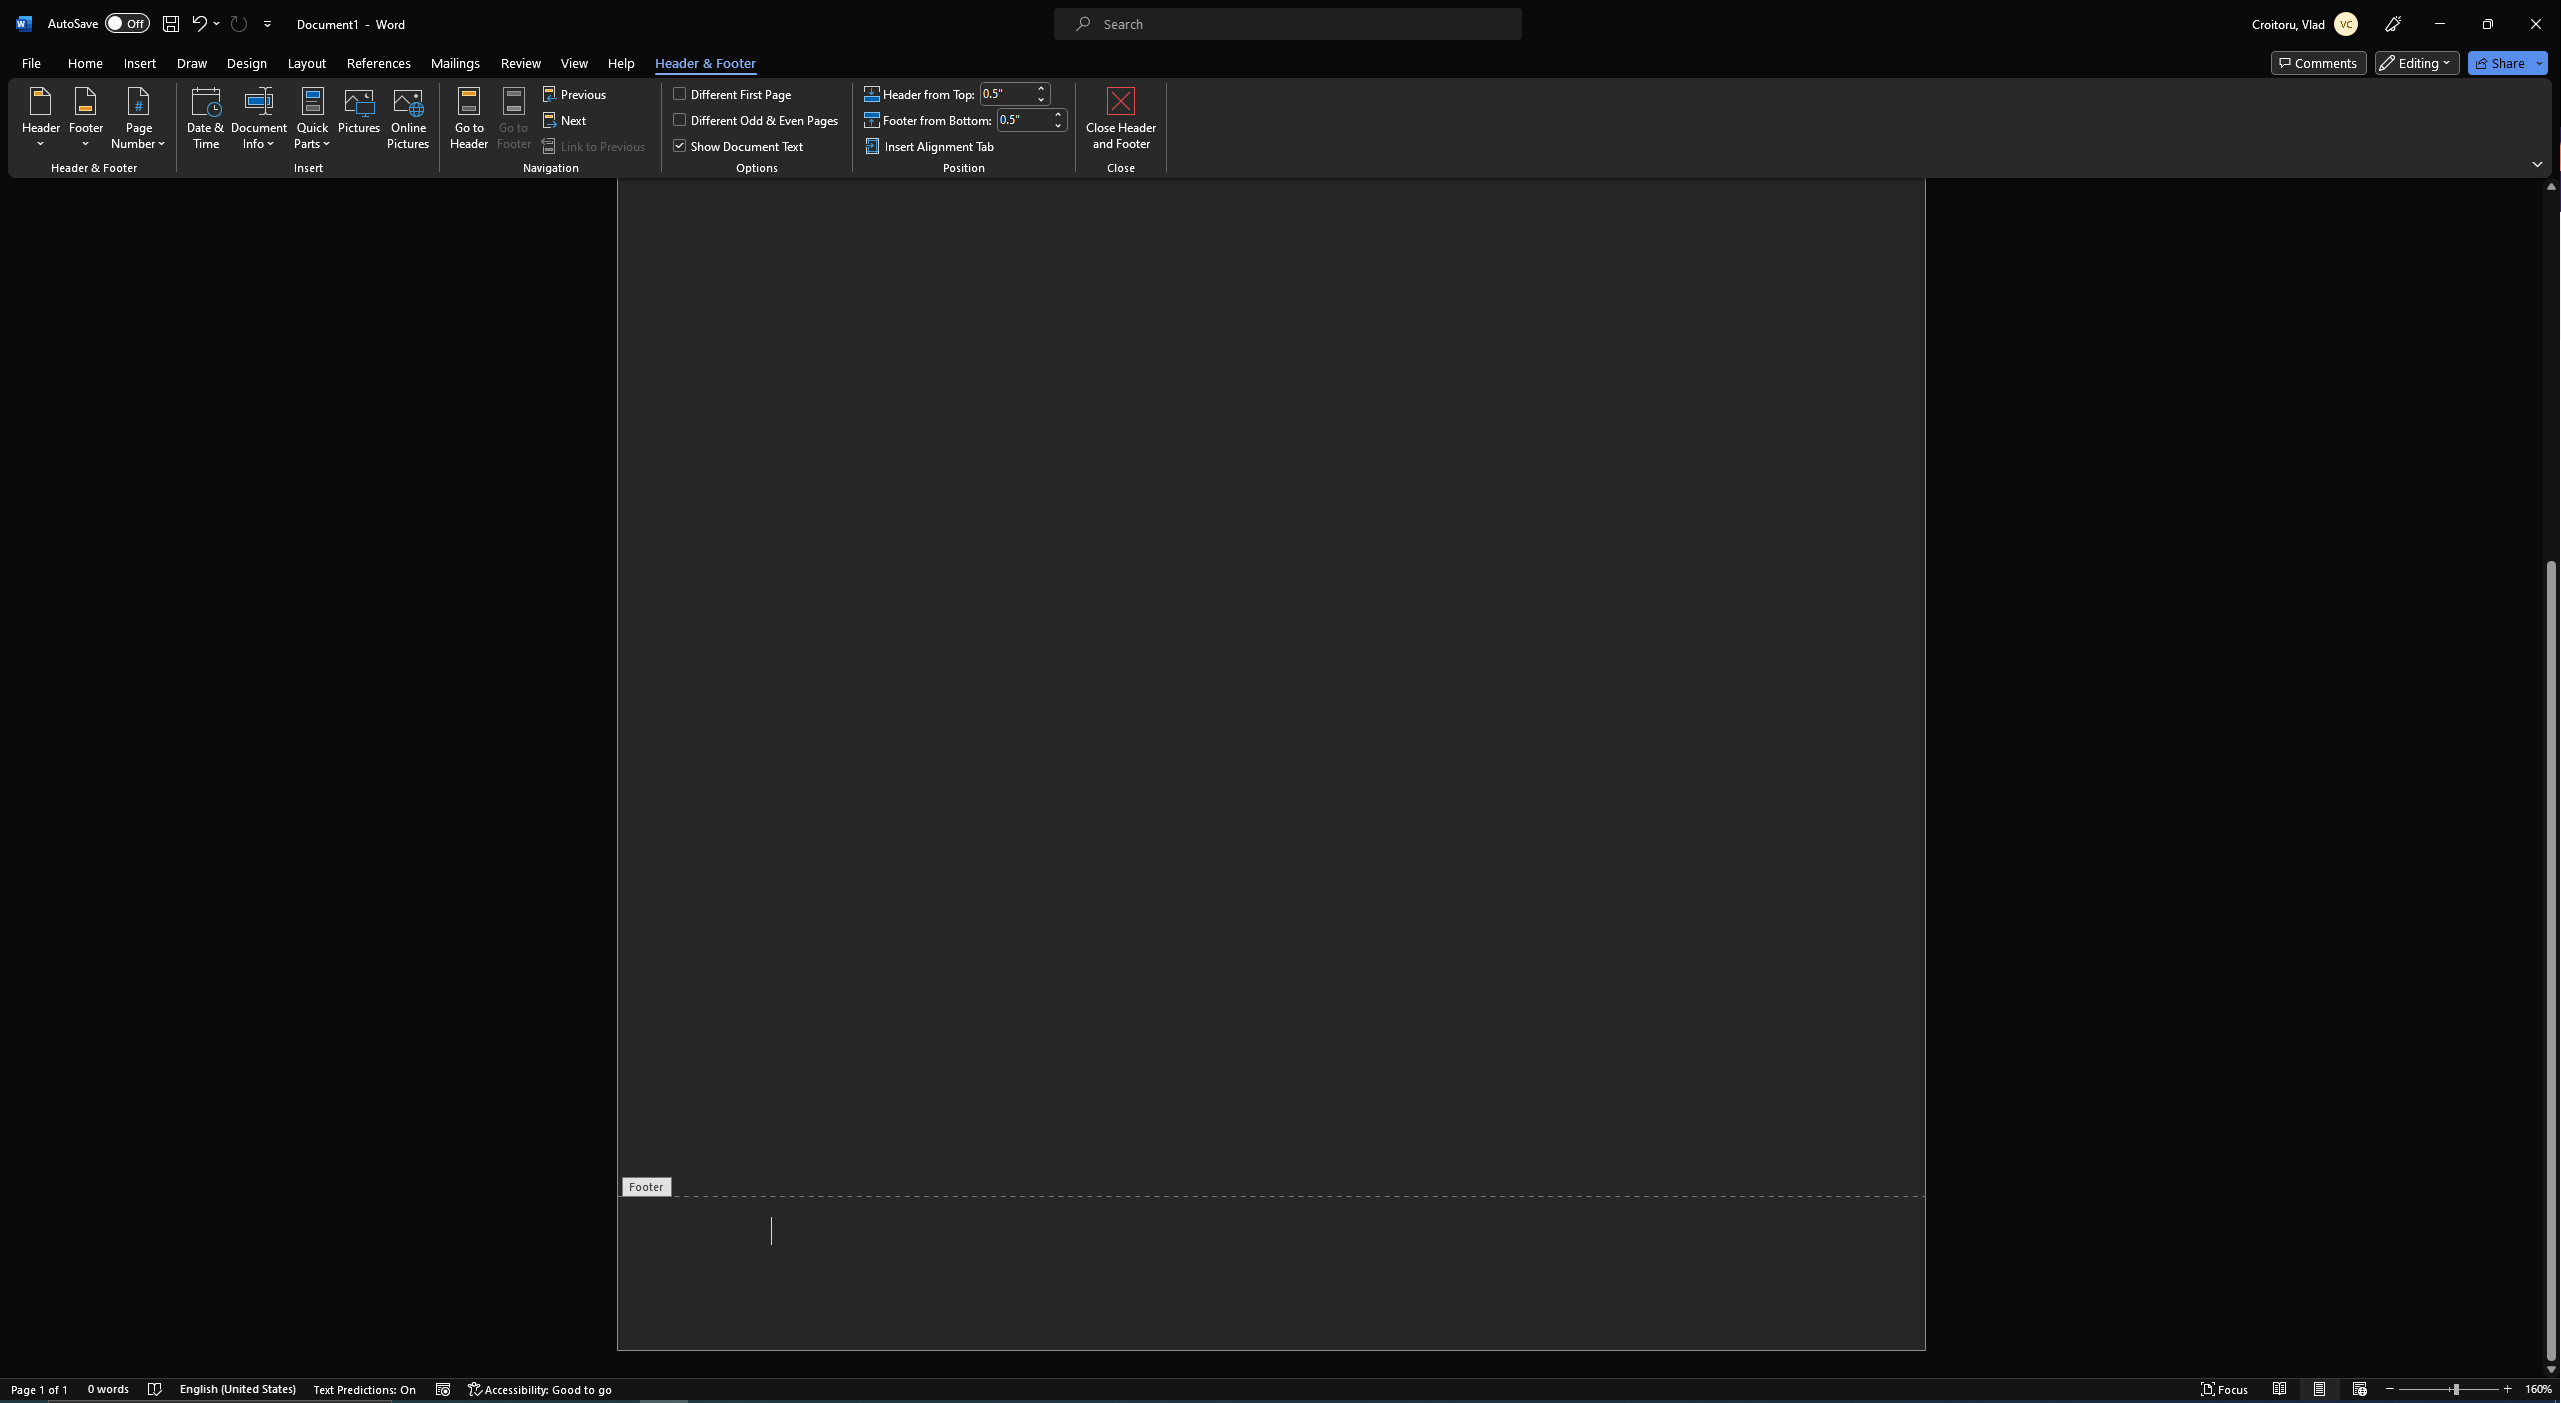 AutoSave Off Document1 - Word Search Croitoru, Vlad VC
File Home Insert Draw Design Layout References Mailings Review View Help Header & Footer Comments Editing Share
Header
Footer
Page
Number
Header & Footer
Date &
Time
Document
Info
Quick
Parts
Pictures
Online
Pictures
Insert
Go to
Header
Go to
Footer
Previous
Next
Link to Previous
Navigation
Different First Page
Different Odd & Even Pages
Show Document Text
Options
Header from Top: 0.5"
Footer from Bottom: 0.5"
Insert Alignment Tab
Position
Close Header
and Footer
Close
Footer
Page 1 of 1 0 words English (United States) Text Predictions: On Accessibility: Good to go Focus 160%